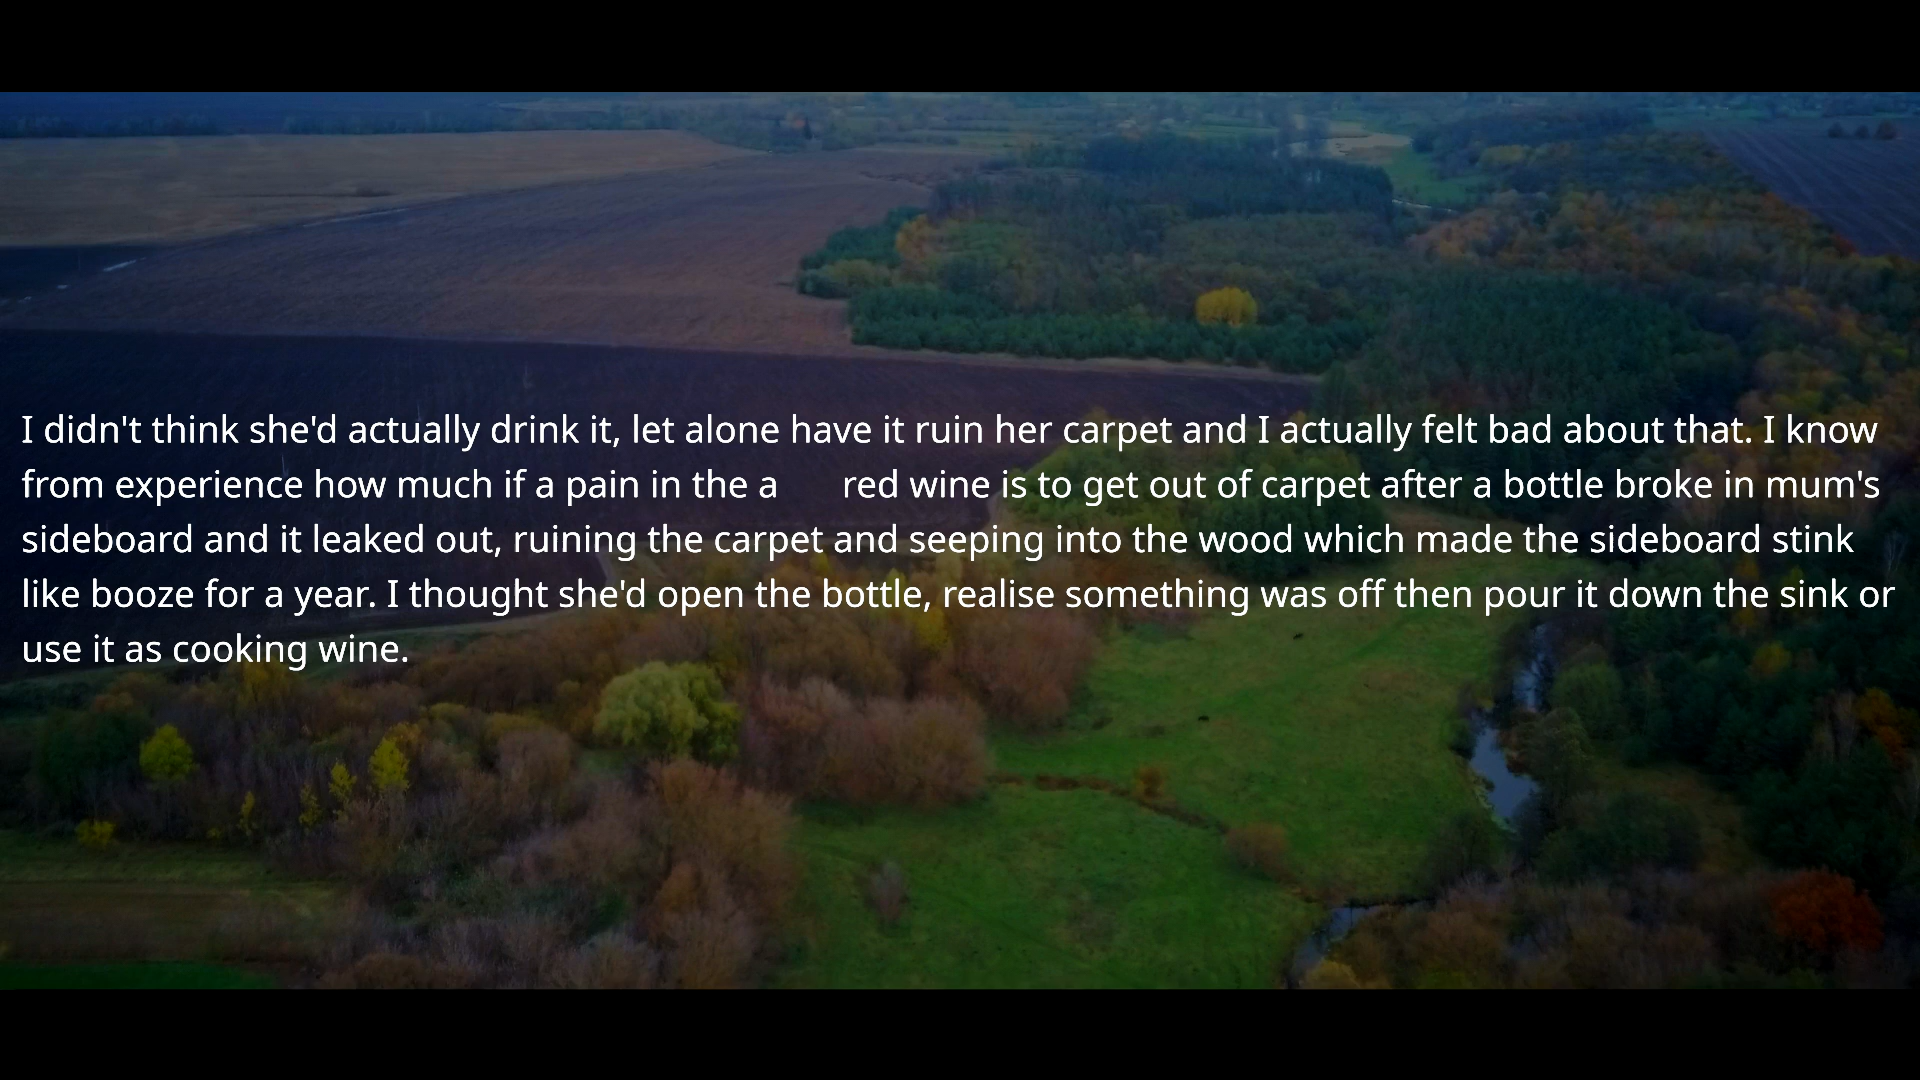 I didn't think she'd actually drink it, let alone have it ruin her carpet and I actually felt bad about that. I know
from experience how much if a pain in the a red wine is to get out of carpet after a bottle broke in mum's
sideboard and it leaked out, ruining the carpet and seeping into the wood which made the sideboard stink
like booze for a year. I thought she'd open the bottle, realise something was off then pour it down the sink or
use it as cooking wine.